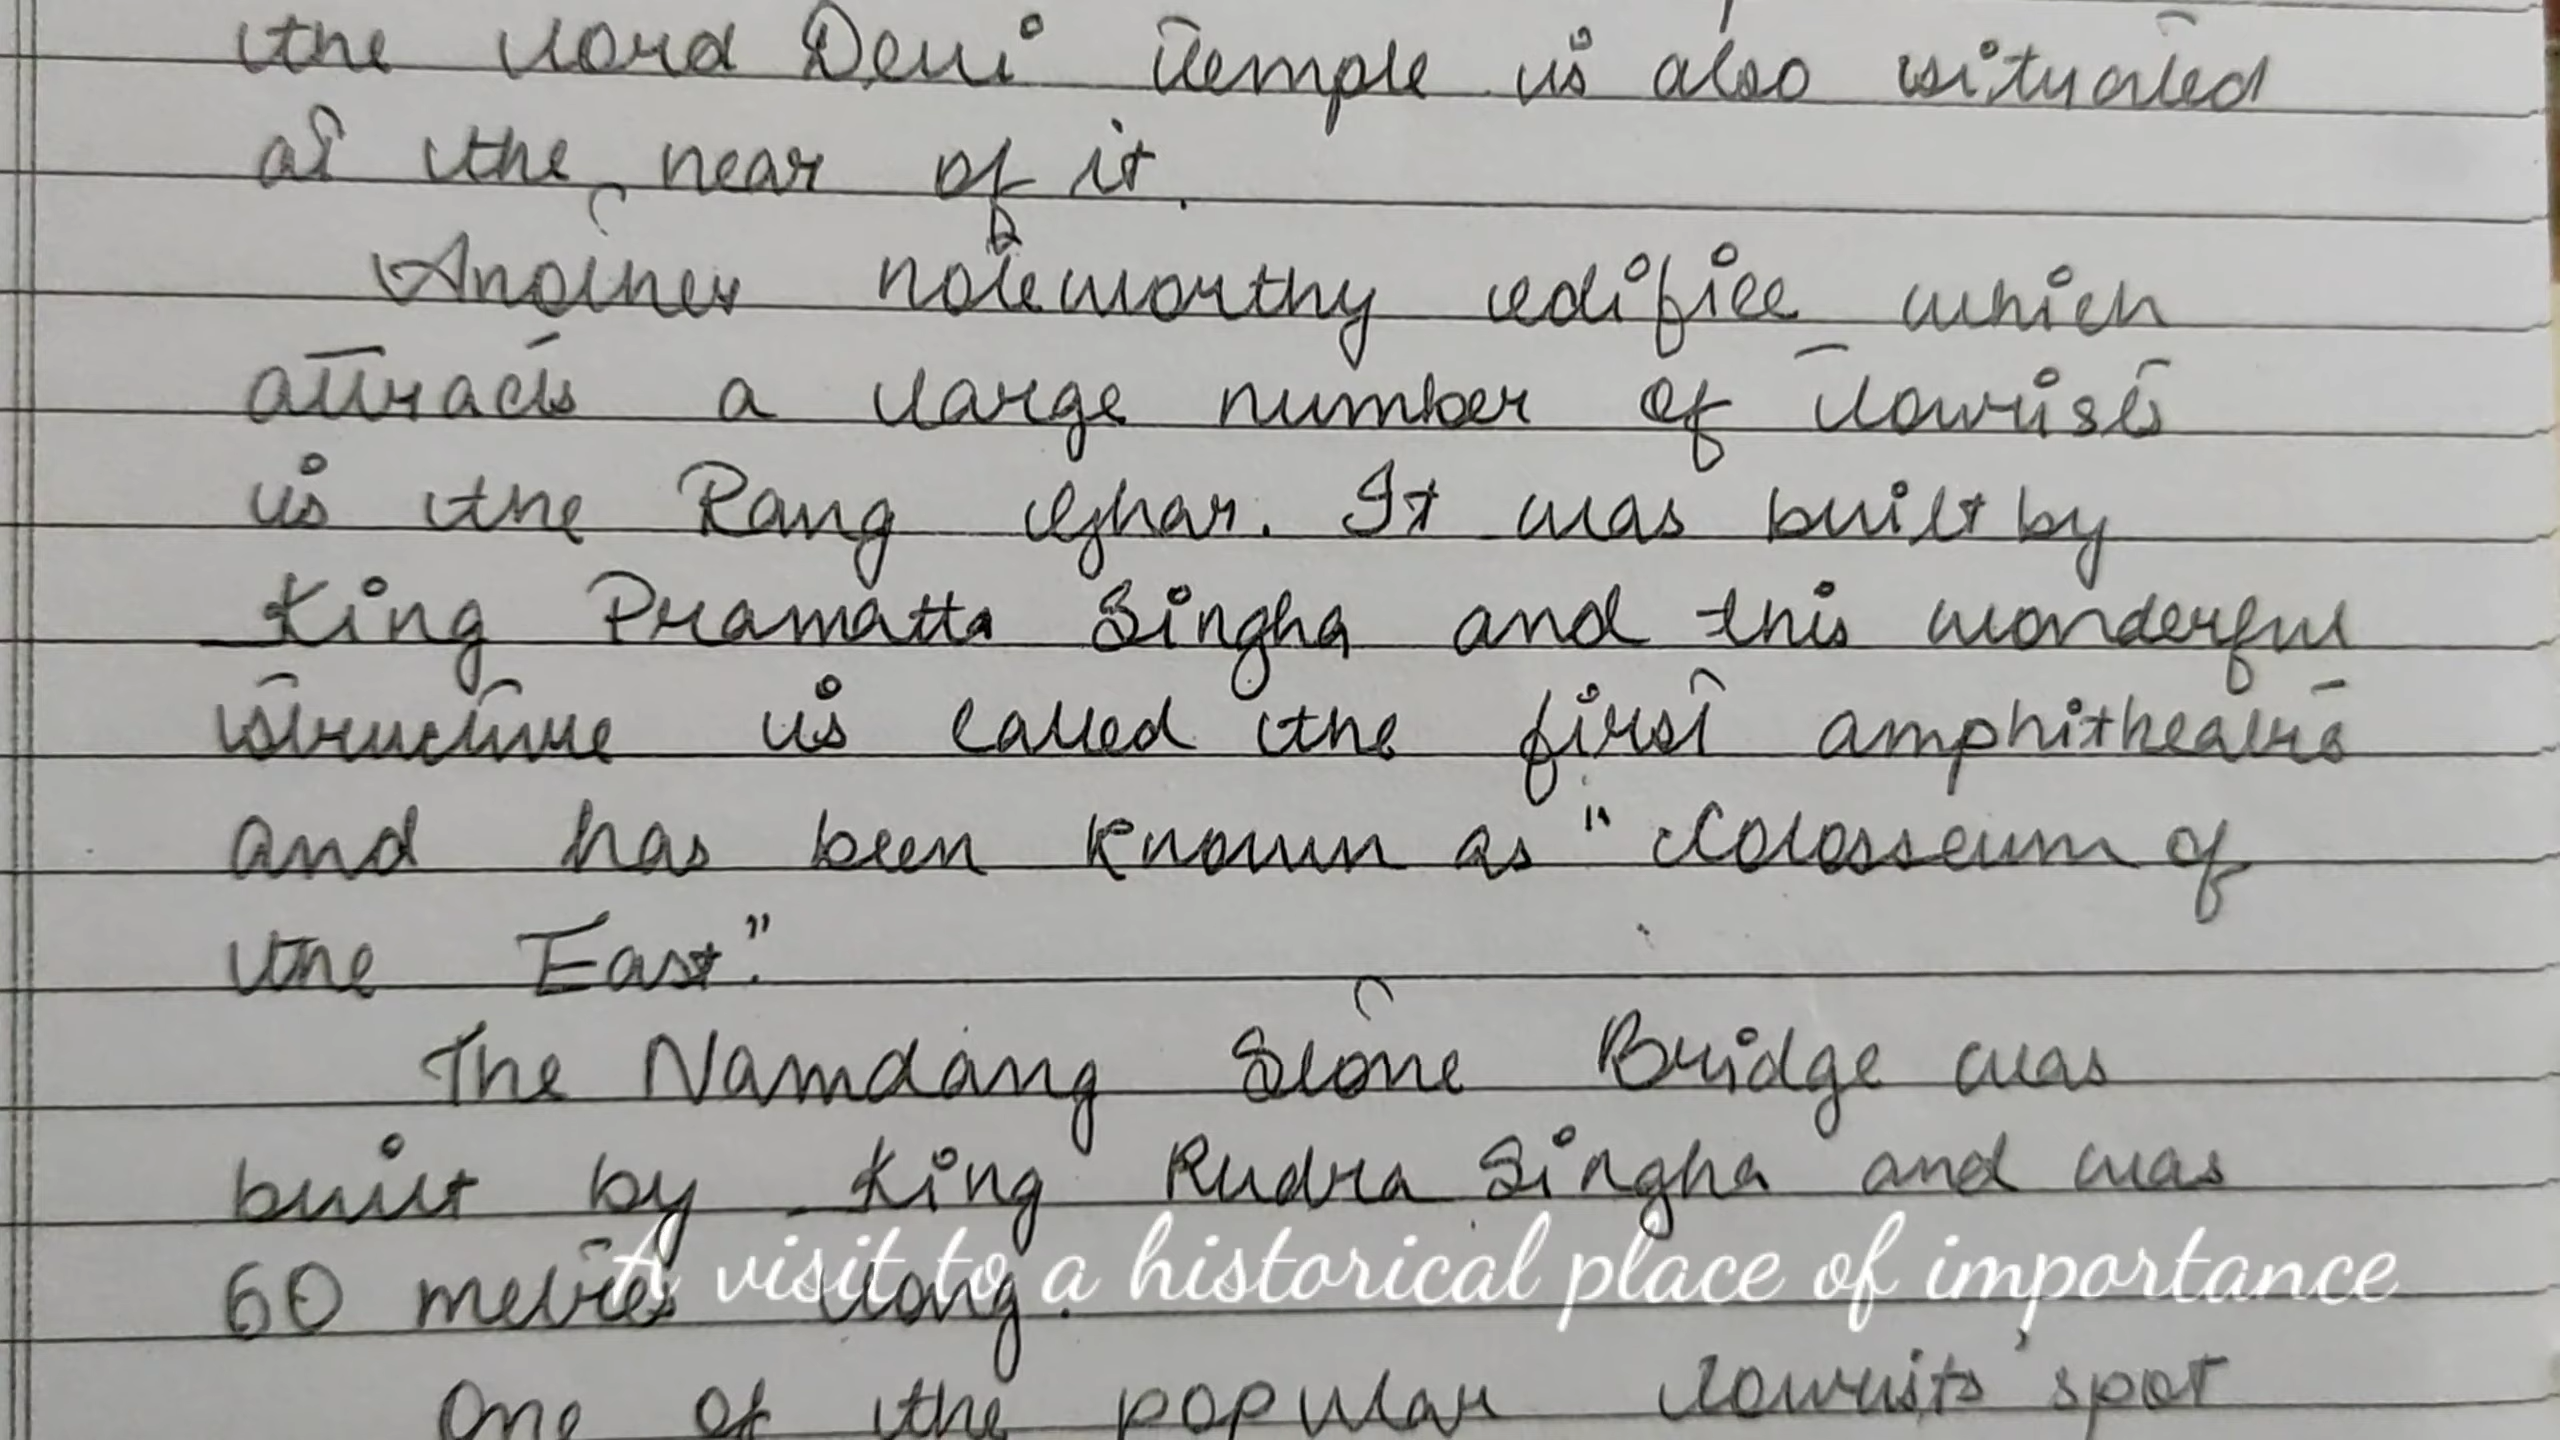 the Lord Devi temple is also situated
at the near of it.
Another noteworthy edifice which
attracts a large number of tourists
is the Rang ghar. It was built by
King Pramatta Singha and this wonderful
structure is called the first amphitheatre
and has been known as "Colosseum of
the East".
The Namdang Stone Bridge was
built by King Rudra Singha and was
60 metres long.
A visit to a historical place of importance
One of the popular tourists' spot